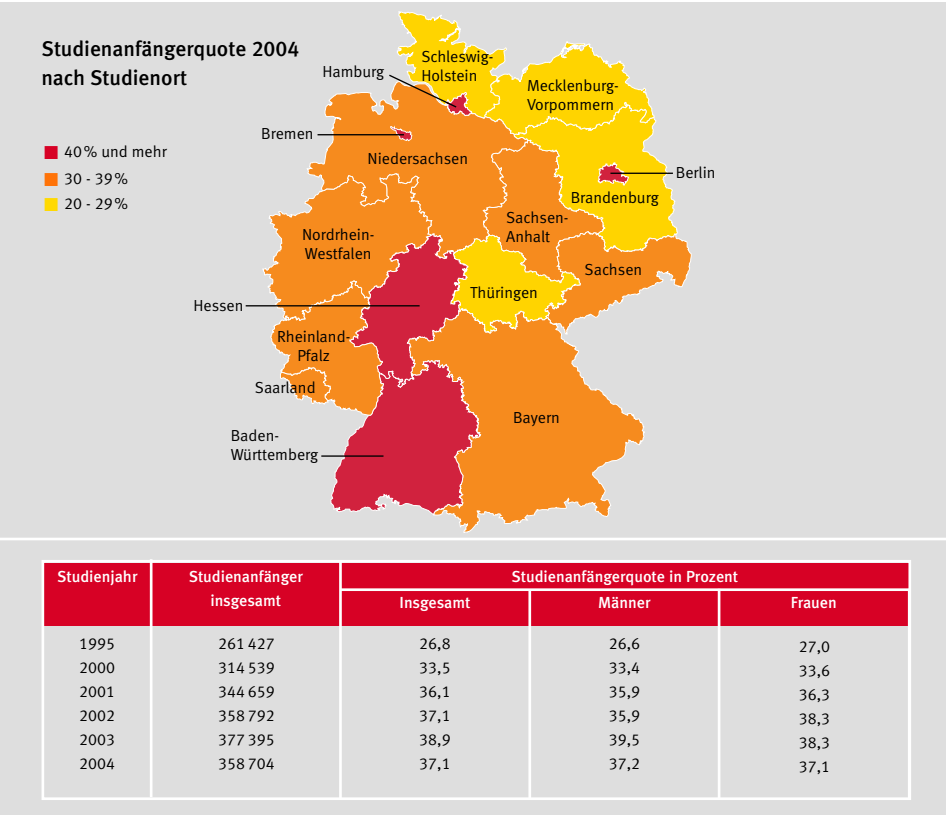 Studienanfängerquote 2004
nach Studienort
40% und mehr
30 - 39%
20 - 29%
Schleswig-
Holstein
Hamburg
Mecklenburg-
Vorpommern
Bremen
Niedersachsen
Berlin
Brandenburg
Sachsen-
Anhalt
Nordrhein-
Westfalen
Sachsen
Thüringen
Hessen
Rheinland-
Pfalz
Saarland
Bayern
Baden-
Württemberg
Studienjahr
Studienanfänger
insgesamt
Studienanfängerquote in Prozent
Insgesamt Männer Frauen
1995 261 427 26,8 26,6 27,0
2000 314 539 33,5 33,4 33,6
2001 344 659 36,1 35,9 36,3
2002 358 792 37,1 35,9 38,3
2003 377 395 38,9 39,5 38,3
2004 358 704 37,1 37,2 37,1